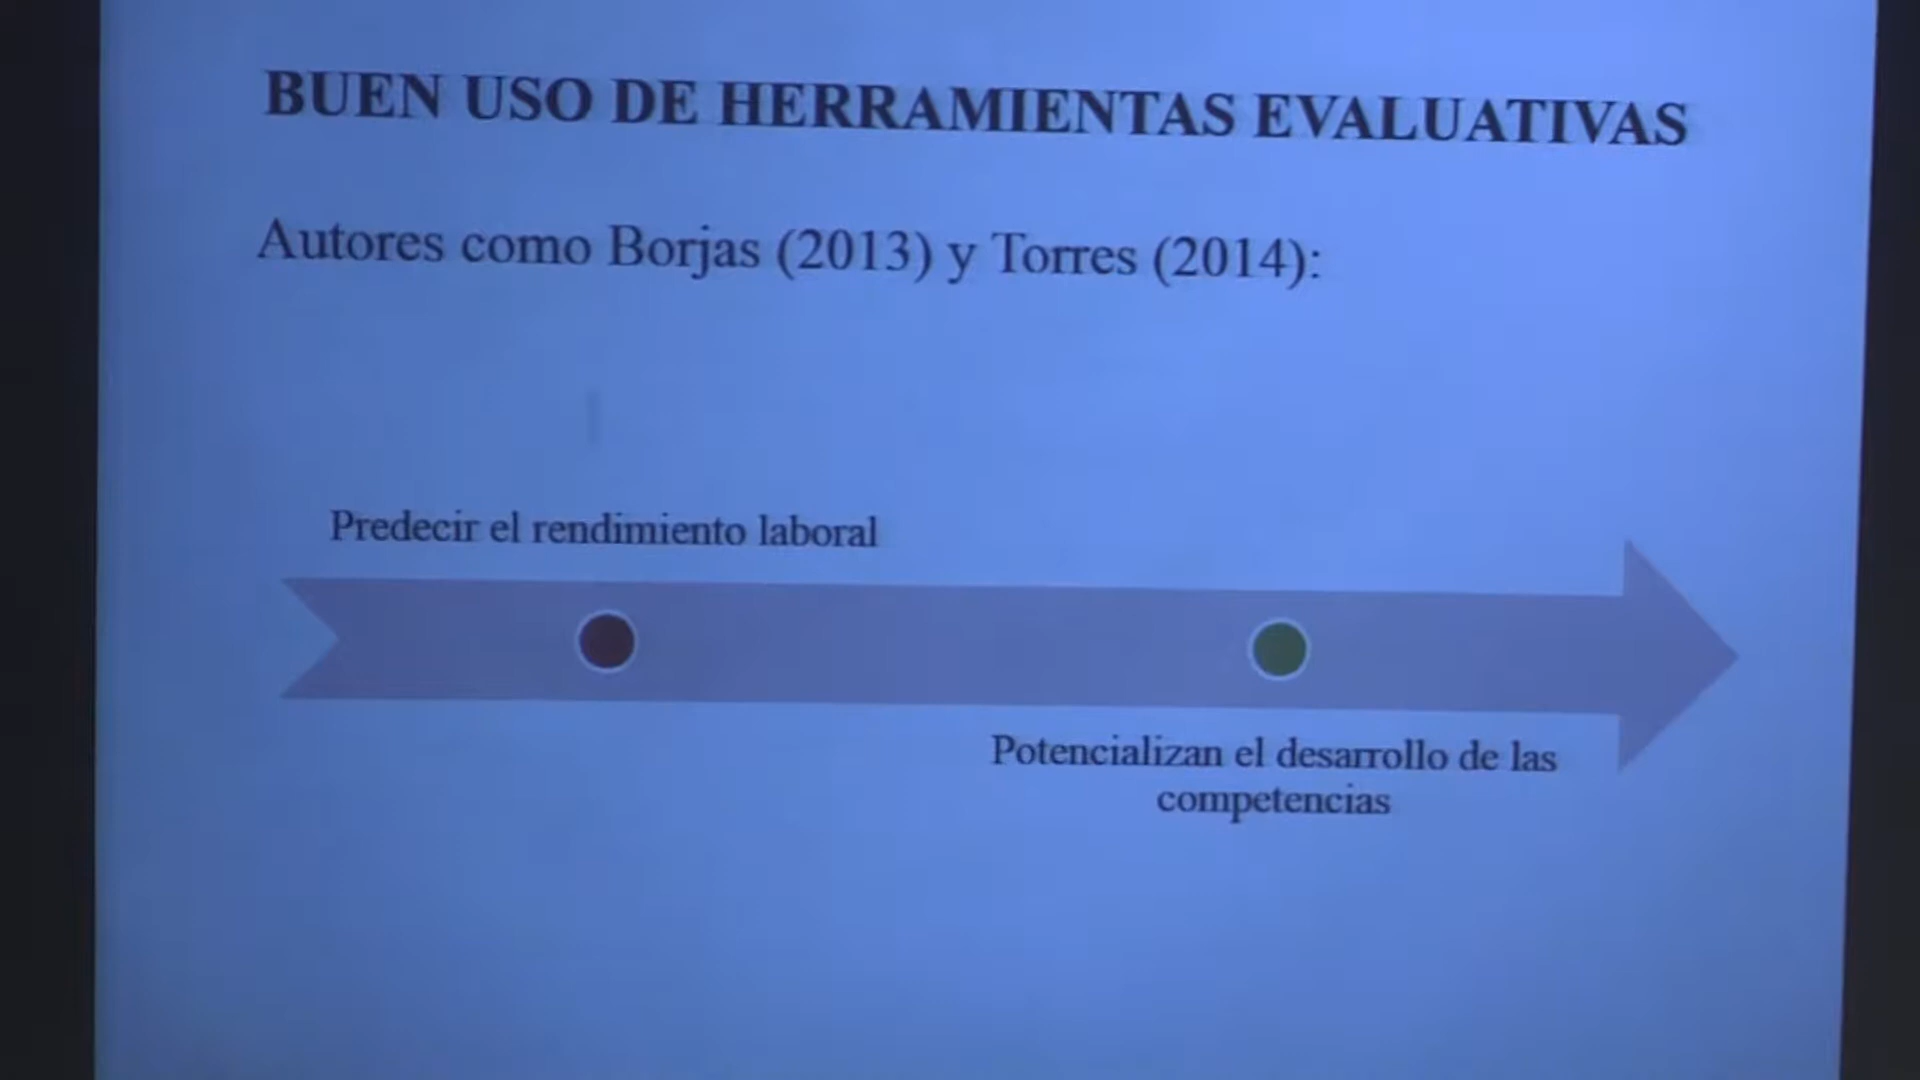 BUEN USO DE HERRAMIENTAS EVALUATIVAS
Autores como Borjas (2013) y Torres (2014):
Predecir el rendimiento laboral
Potencializan el desarrollo de las
competencias